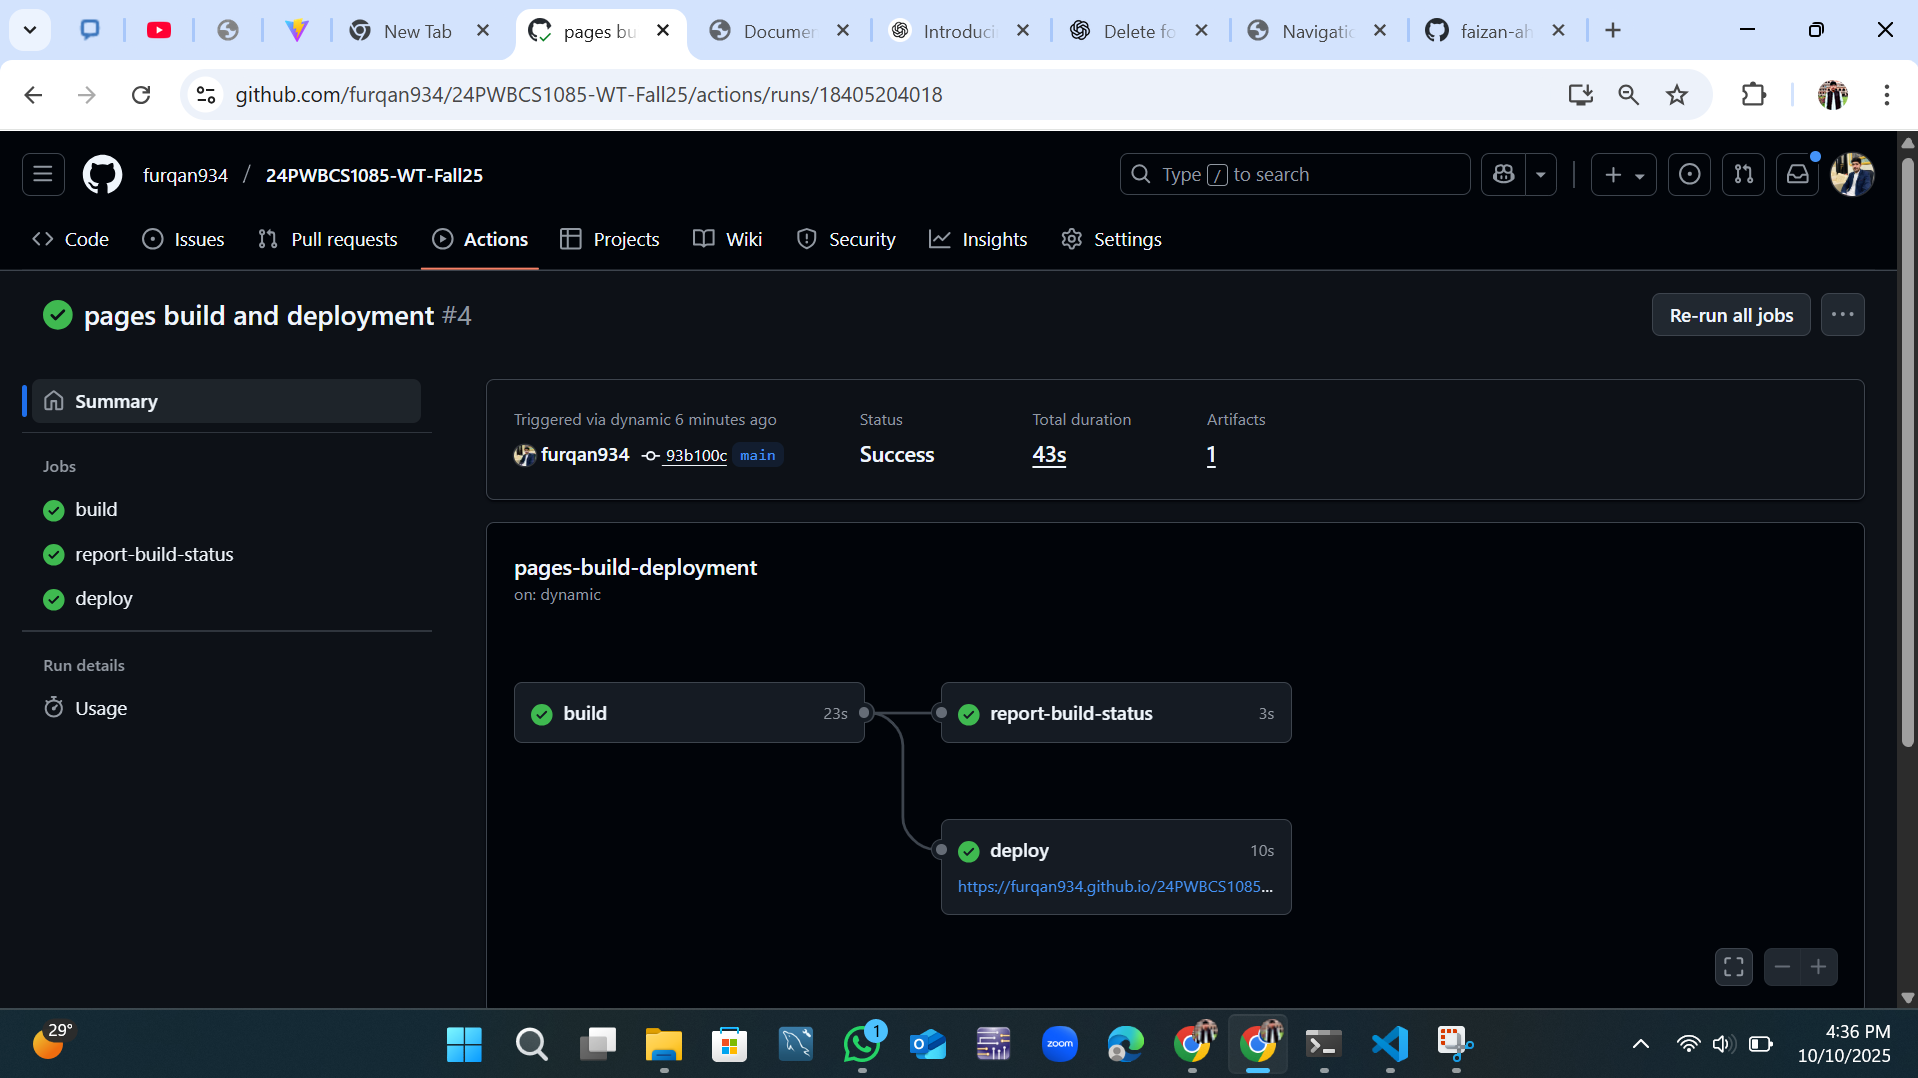 New Tab
pages bu
Documen
Introducin
Delete fo
Navigatio
faizan-ah
github.com/furqan934/24PWBCS1085-WT-Fall25/actions/runs/18405204018
furqan934 / 24PWBCS1085-WT-Fall25
Type / to search
Code
Issues
Pull requests
Actions
Projects
Wiki
Security
Insights
Settings
pages build and deployment #4
Re-run all jobs
Summary
Jobs
build
report-build-status
deploy
Run details
Usage
Triggered via dynamic 6 minutes ago
furqan934 93b100c main
Status
Success
Total duration
43s
Artifacts
1
pages-build-deployment
on: dynamic
build 23s
report-build-status 3s
deploy 10s
https://furqan934.github.io/24PWBCS1085...
29°
1
zoom
4:36 PM
10/10/2025